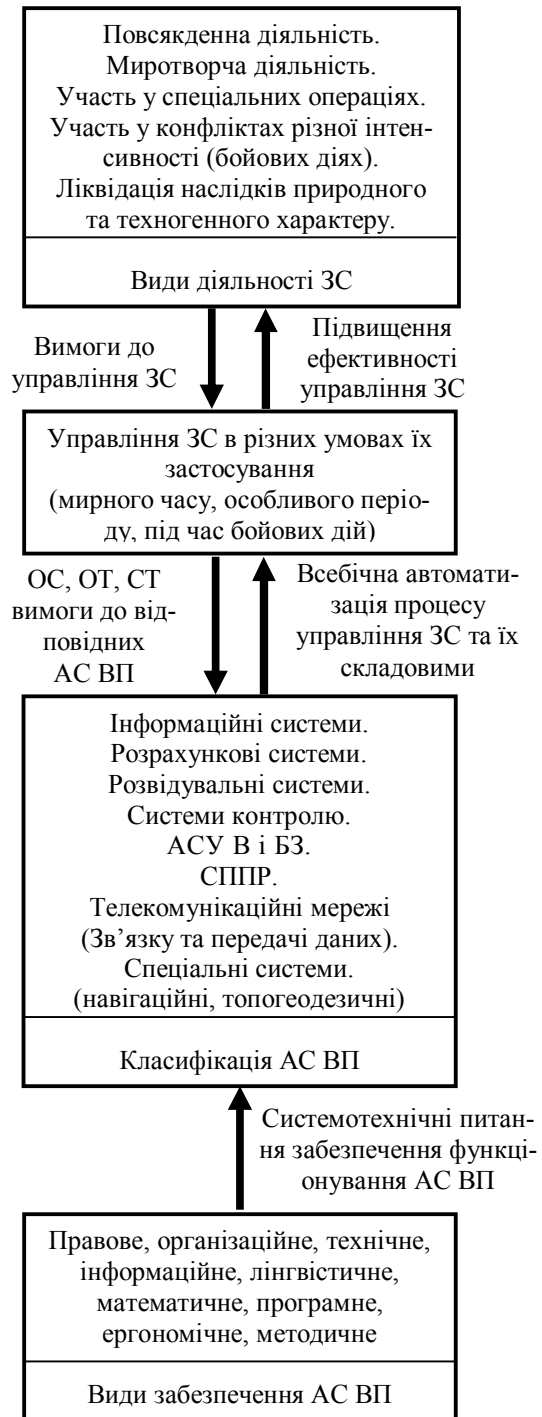 Повсякденна діяльність.
Миротворча діяльність.
Участь у спеціальних операціях.
Участь у конфліктах різної інтен-
сивності (бойових діях).
Ліквідація наслідків природного
та техногенного характеру.
Види діяльності ЗС
Вимоги до
управління ЗС
Підвищення
ефективності
управління ЗС
Управління ЗС в різних умовах їх
застосування
(мирного часу, особливого періо-
ду, під час бойових дій)
ОС, ОТ, СТ
вимоги до від-
повідних
АС ВП
Всебічна автомати-
зація процесу
управління ЗС та їх
складовими
Інформаційні системи.
Розрахункові системи.
Розвідувальні системи.
Системи контролю.
АСУ В і БЗ.
СППР.
Телекомунікаційні мережі
(Зв’язку та передачі даних).
Спеціальні системи.
(навігаційні, топогеодезичні)
Класифікація АС ВП
Системотехнічні питан-
ня забезпечення функці-
онування АС ВП
Правове, організаційне, технічне,
інформаційне, лінгвістичне,
математичне, програмне,
ергономічне, методичне
Види забезпечення АС ВП